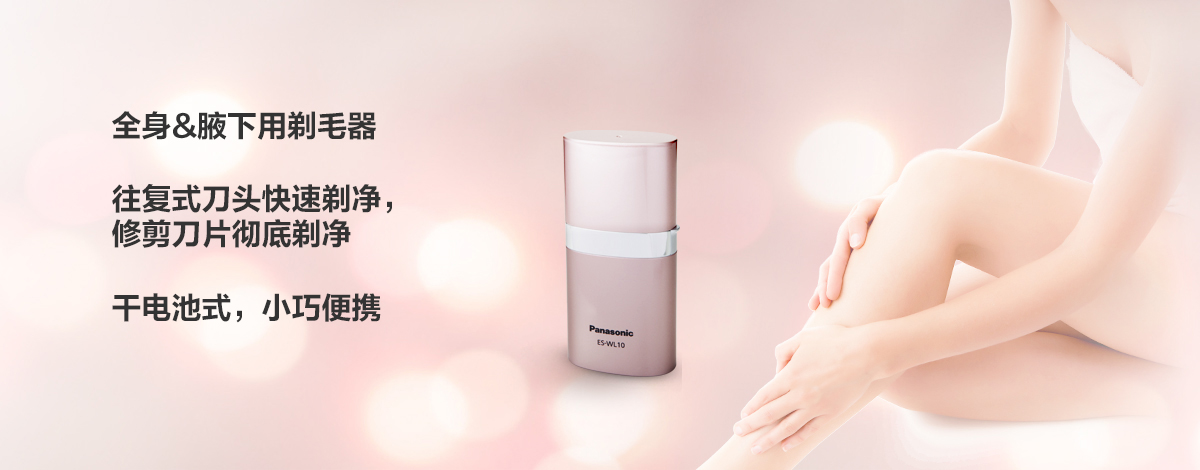 全身&腋下用剃毛器
往复式刀头快速剃净，
修剪刀片彻底剃净
干电池式，小巧便携
Panasonic
ES-WL10